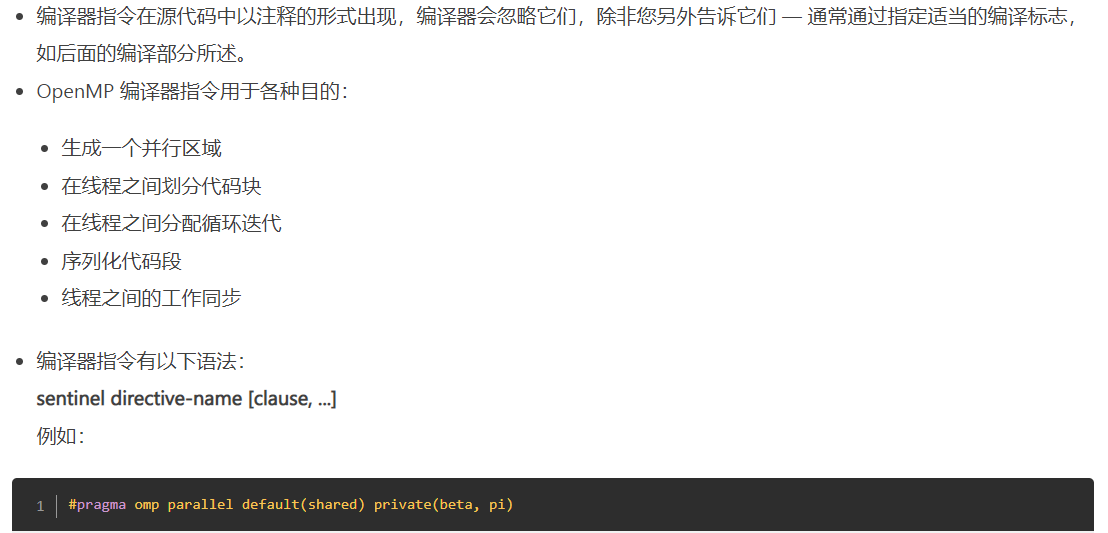 编译器指令在源代码中以注释的形式出现，编译器会忽略它们，除非您另外告诉它们 — 通常通过指定适当的编译标志，
如后面的编译部分所述。
OpenMP 编译器指令用于各种目的：
生成一个并行区域
在线程之间划分代码块
在线程之间分配循环迭代
序列化代码段
线程之间的工作同步
编译器指令有以下语法：
sentinel directive-name [clause, ...]
例如：
1 #pragma omp parallel default(shared) private(beta, pi)